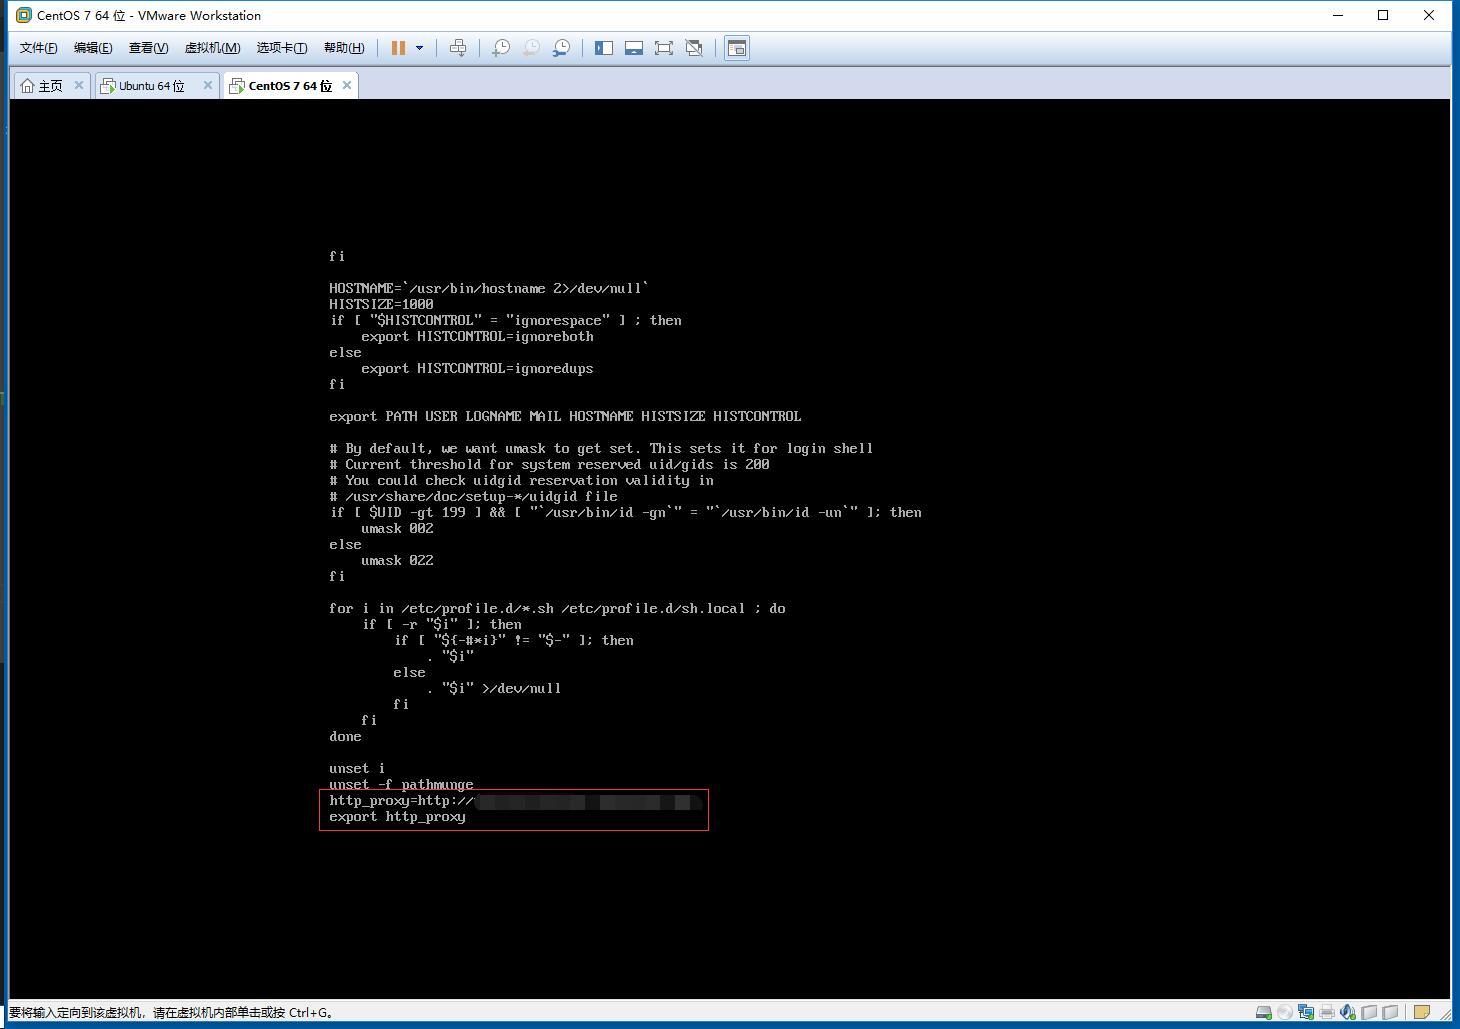 CentOS 7 64 位 - VMware Workstation
文件(F) 编辑(E) 查看(V) 虚拟机(M) 选项卡(T) 帮助(H)
主页 Ubuntu 64 位 CentOS 7 64 位
fi
HOSTNAME=`/usr/bin/hostname 2>/dev/null`
HISTSIZE=1000
if [ "$HISTCONTROL" = "ignorespace" ] ; then
    export HISTCONTROL=ignoreboth
else
    export HISTCONTROL=ignoredups
fi
export PATH USER LOGNAME MAIL HOSTNAME HISTSIZE HISTCONTROL
# By default, we want umask to get set. This sets it for login shell
# Current threshold for system reserved uid/gids is 200
# You could check uidgid reservation validity in
# /usr/share/doc/setup-*/uidgid file
if [ $UID -gt 199 ] && [ "`/usr/bin/id -gn`" = "`/usr/bin/id -un`" ]; then
    umask 002
else
    umask 022
fi
for i in /etc/profile.d/*.sh /etc/profile.d/sh.local ; do
    if [ -r "$i" ]; then
        if [ "${-#*i}" != "$-" ]; then
            . "$i"
        else
            . "$i" >/dev/null
        fi
    fi
done
unset i
unset -f pathmunge
http_proxy=http://
export http_proxy
要将输入定向到该虚拟机，请在虚拟机内部单击或按 Ctrl+G。